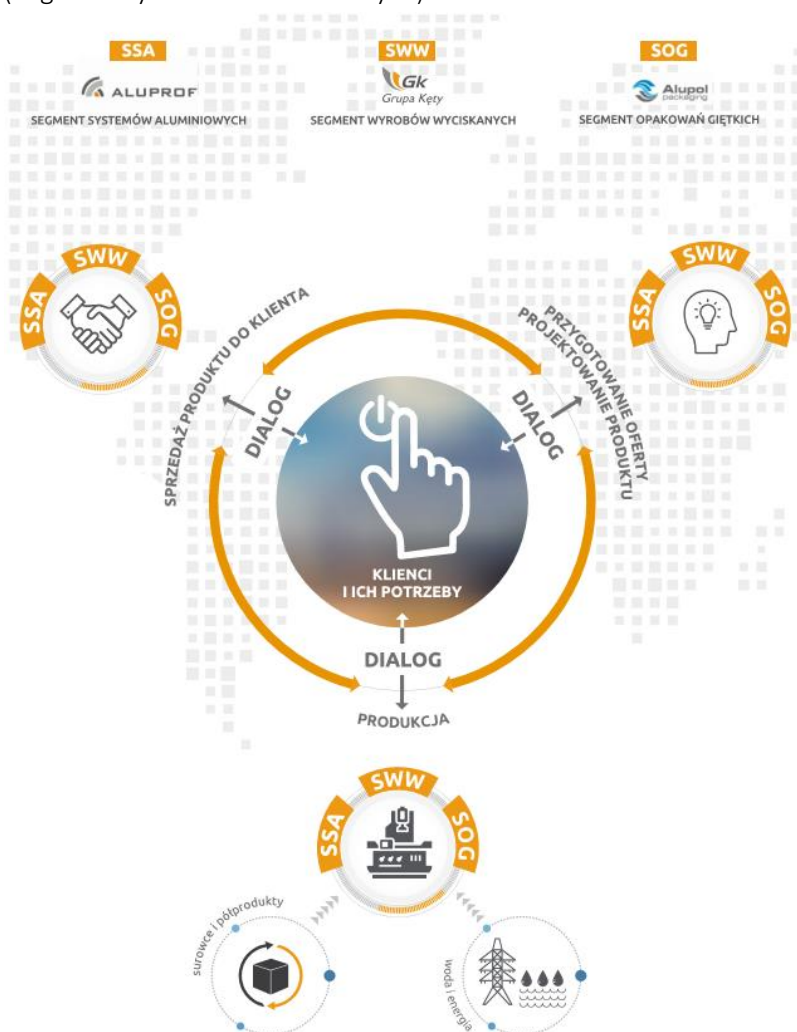 SSA
SWW
SOG
ALUPROF
Gk
Grupa Kęty
Alupol
packaging
SEGMENT SYSTEMÓW ALUMINIOWYCH
SEGMENT WYROBÓW WYCISKANYCH
SEGMENT OPAKOWAŃ GIĘTKICH
SSA
SWW
SOG
SSA
SWW
SOG
SPRZEDAŻ PRODUKTU DO KLIENTA
DIALOG
PRZYGOTOWANIE OFERTY
PROJEKTOWANIE PRODUKTU
DIALOG
KLIENCI
I ICH POTRZEBY
DIALOG
PRODUKCJA
SSA
SWW
SOG
surowce i półprodukty
woda i energia